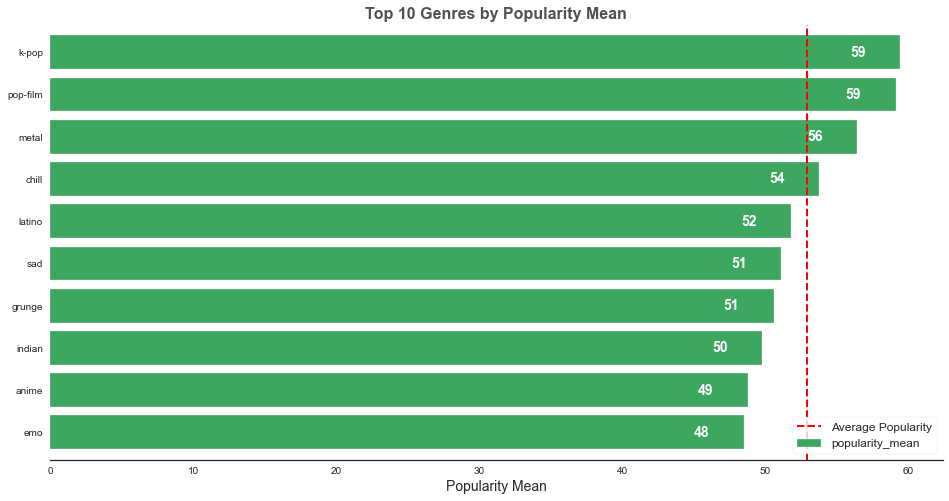 Top 10 Genres by Popularity Mean
k-pop 59
pop-film 59
metal 56
chill 54
latino 52
sad 51
grunge 51
indian 50
anime 49
emo 48
Average Popularity
popularity_mean
0 10 20 30 40 50 60
Popularity Mean